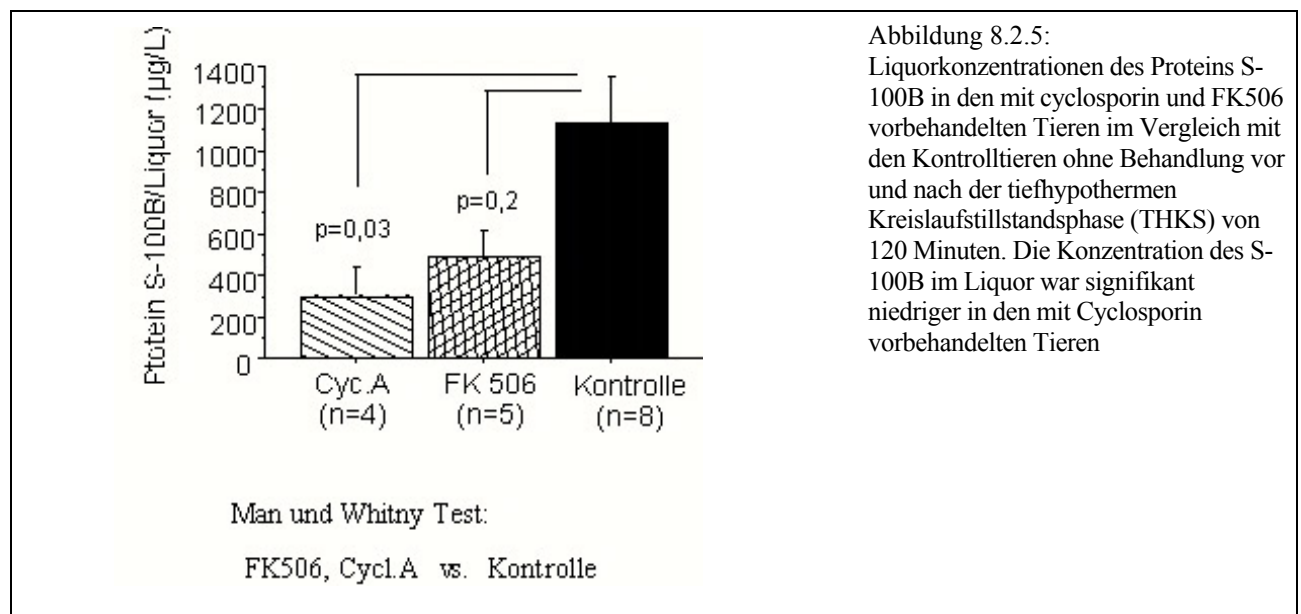 Ptotein S-100B/Liquor (µg/L)
1400
1200
1000
800
600
400
200
0
p=0,03
p=0,2
Cyc.A
(n=4)
FK 506
(n=5)
Kontrolle
(n=8)
Man und Whitny Test:
FK506, Cycl.A vs. Kontrolle
Abbildung 8.2.5:
Liquorkonzentrationen des Proteins S-
100B in den mit cyclosporin und FK506
vorbehandelten Tieren im Vergleich mit
den Kontrolltieren ohne Behandlung vor
und nach der tiefhypothermen
Kreislaufstillstandsphase (THKS) von
120 Minuten. Die Konzentration des S-
100B im Liquor war signifikant
niedriger in den mit Cyclosporin
vorbehandelten Tieren